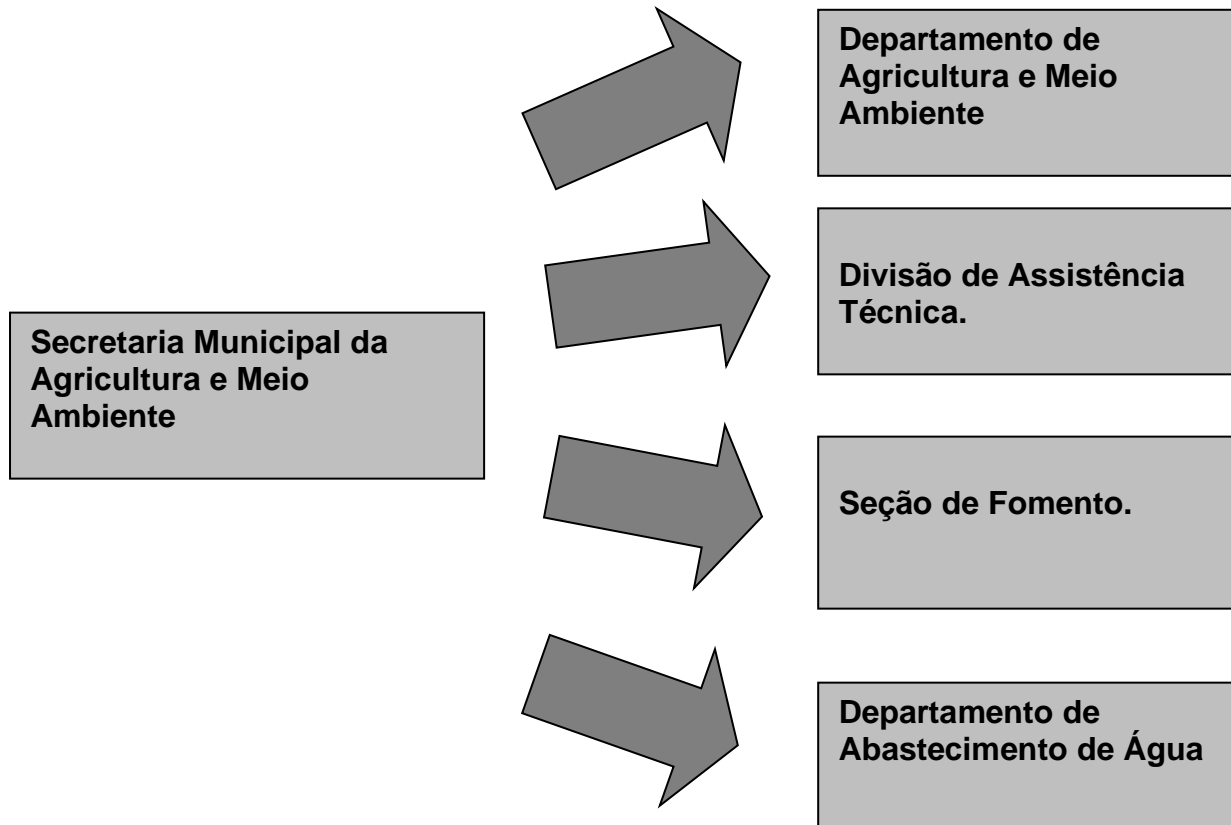 Departamento de
Agricultura e Meio
Ambiente
Divisão de Assistência
Técnica.
Secretaria Municipal da
Agricultura e Meio
Ambiente
Seção de Fomento.
Departamento de
Abastecimento de Água